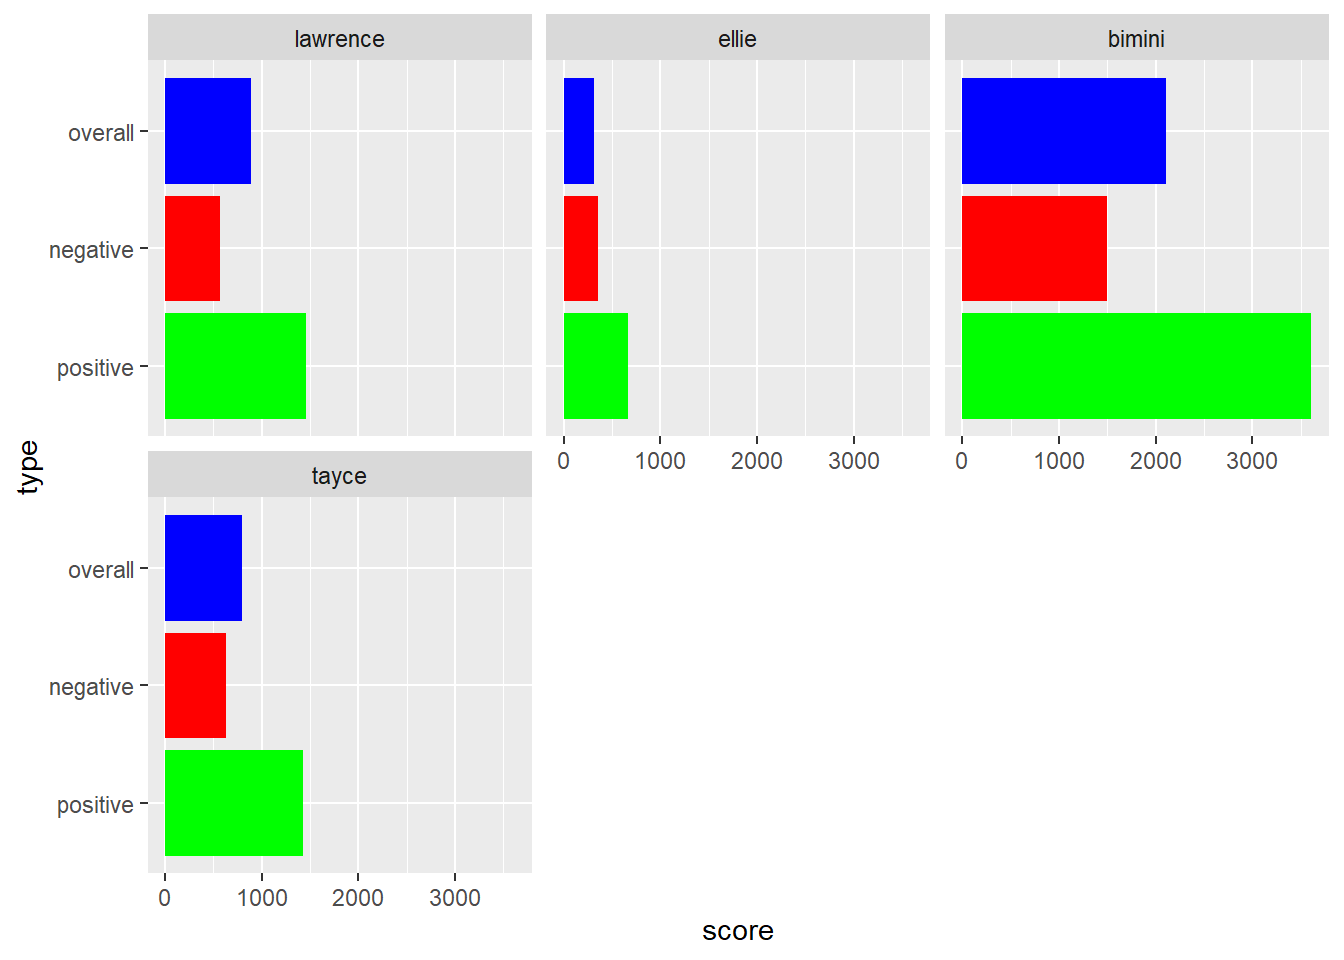 lawrence ellie bimini
overall
negative
positive
0 1000 2000 3000 0 1000 2000 3000
type
tayce
overall
negative
positive
0 1000 2000 3000
score